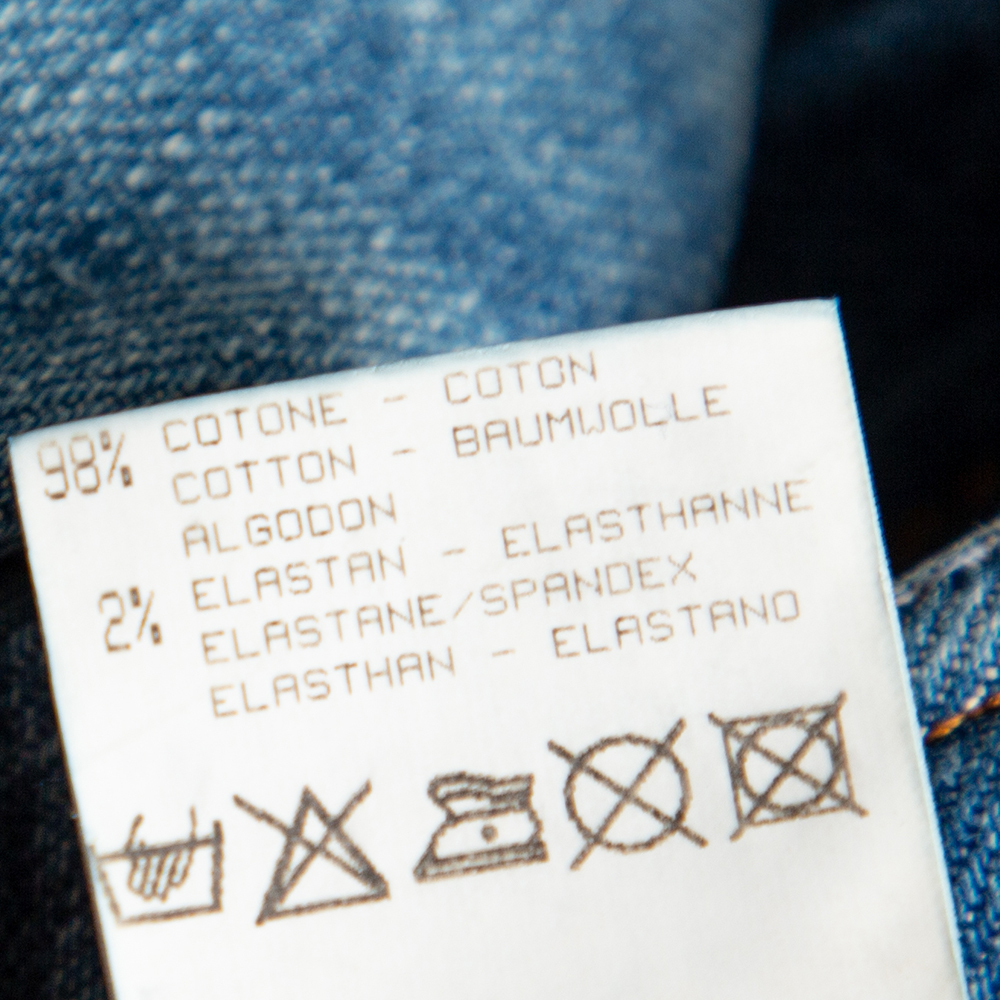 98% COTONE - COTON
COTTON - BAUMWOLLE
ALGODON
2% ELASTAN - ELASTHANNE
ELASTANE/SPANDEX
ELASTHAN - ELASTANO